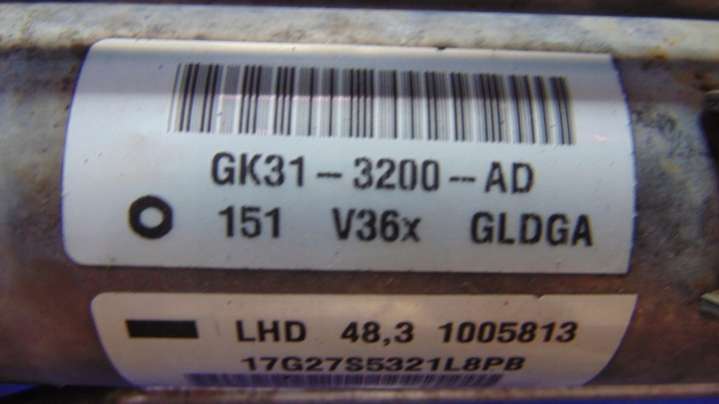 GK31-3200-AD
O 151 V36x GLDGA
LHD 48,3 1005813
17G27S5321L8PB